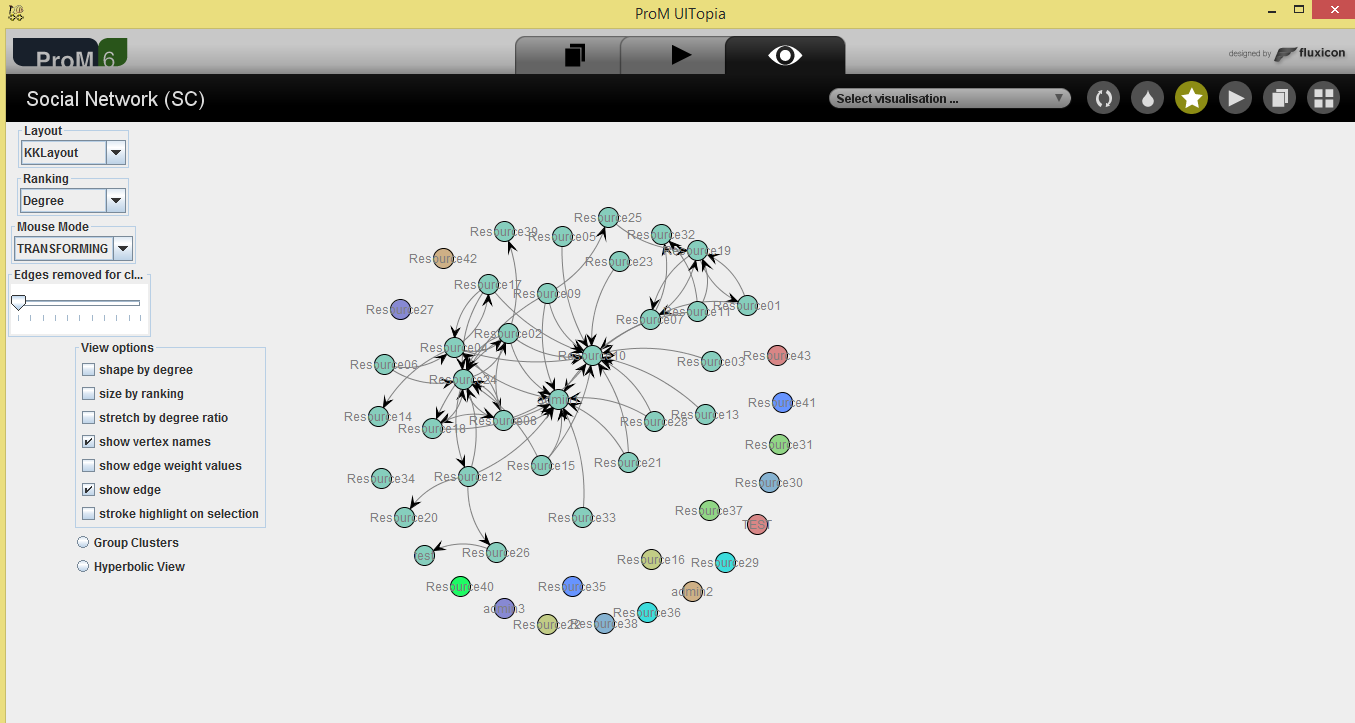 ProM UITopia
ProM 6
designed by fluxicon
Social Network (SC)
Select visualisation ...
Layout
KKLayout
Ranking
Degree
Mouse Mode
TRANSFORMING
Edges removed for cl...
View options
shape by degree
size by ranking
stretch by degree ratio
show vertex names
show edge weight values
show edge
stroke highlight on selection
Group Clusters
Hyperbolic View
Resource25
Resource39
Resource05
Resource32
Resource19
Resource42
Resource23
Resource17
Resource09
Resource27
Resource01
Resource11
Resource07
Resource02
Resource04
Resource10
Resource43
Resource06
Resource03
Resource24
admin
Resource41
Resource14
Resource13
Resource08
Resource28
Resource18
Resource31
Resource15
Resource21
Resource34
Resource12
Resource30
Resource37
Resource20
Resource33
TEST
Resource26
Resource16
Resource29
Resource40
Resource35
admin2
admin3
Resource36
Resource22
Resource38